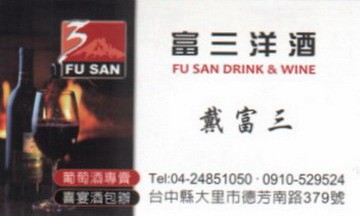 3
FU SAN
富三洋酒
FU SAN DRINK & WINE
戴富三
葡萄酒專賣
喜宴酒包辦
Tel:04-24851050·0910-529524
台中縣大里市德芳南路379號